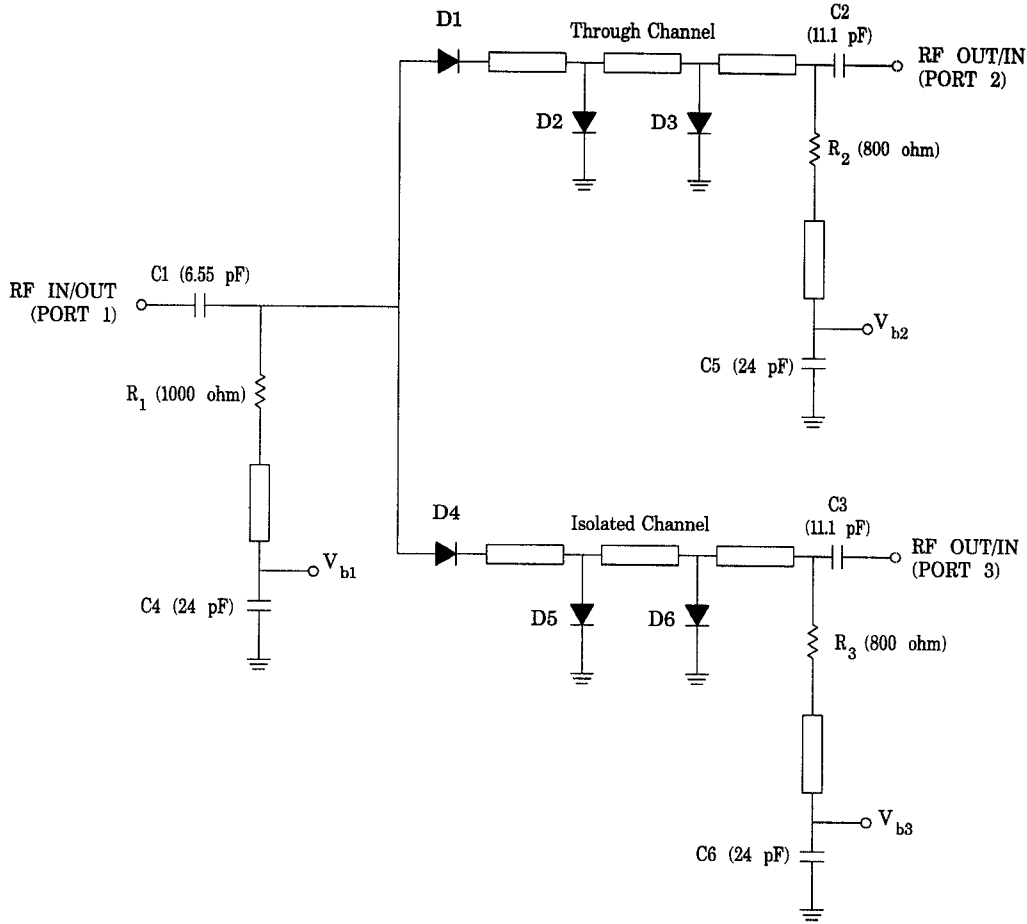 D1
Through Channel
C2
(11.1 pF)
RF OUT/IN
(PORT 2)
D2
D3
R2 (800 ohm)
C1 (6.55 pF)
RF IN/OUT
(PORT 1)
Vb2
C5 (24 pF)
R1 (1000 ohm)
D4
Isolated Channel
C3
(11.1 pF)
RF OUT/IN
(PORT 3)
Vb1
C4 (24 pF)
D5
D6
R3 (800 ohm)
Vb3
C6 (24 pF)